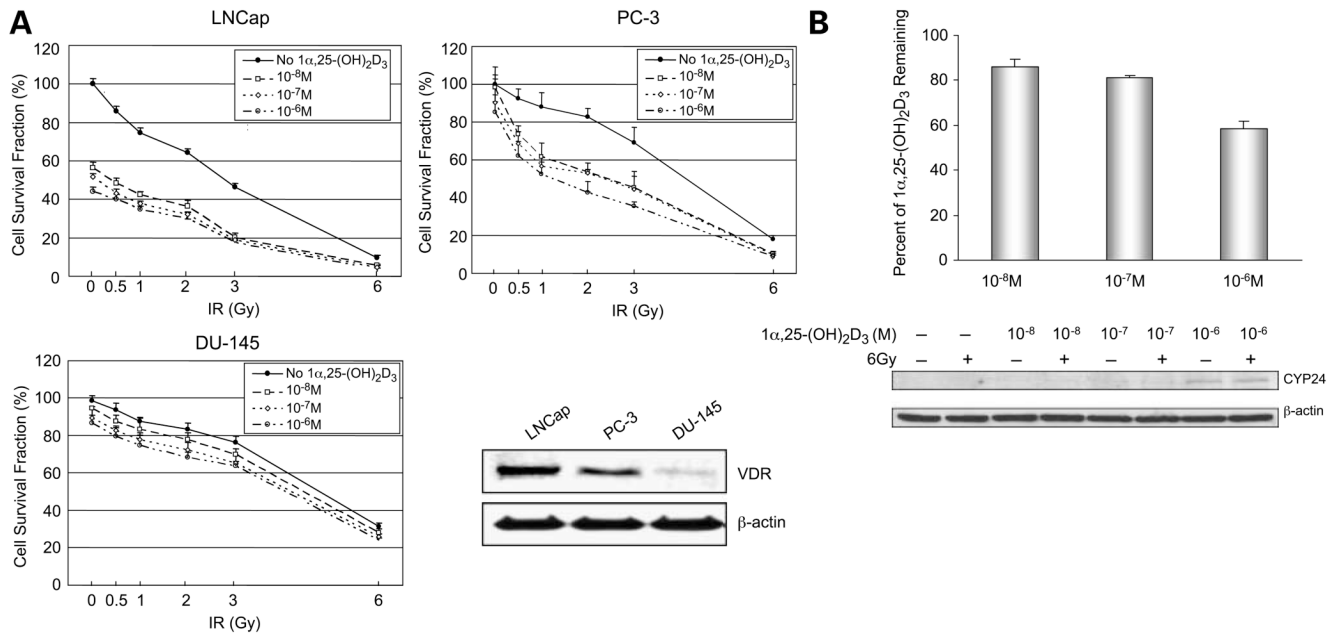 A
LNCap
Cell Survival Fraction (%)
120
100
80
60
40
20
0
No 1α,25-(OH)₂D₃
10⁻⁸M
10⁻⁷M
10⁻⁶M
0 0.5 1 2 3 6
IR (Gy)
PC-3
Cell Survival Fraction (%)
120
100
80
60
40
20
0
No 1α,25-(OH)₂D₃
10⁻⁸M
10⁻⁷M
10⁻⁶M
0 0.5 1 2 3 6
IR (Gy)
DU-145
Cell Survival Fraction (%)
120
100
80
60
40
20
0
No 1α,25-(OH)₂D₃
10⁻⁸M
10⁻⁷M
10⁻⁶M
0 0.5 1 2 3 6
IR (Gy)
LNCap PC-3 DU-145
VDR
β-actin
B
Percent of 1α,25-(OH)₂D₃ Remaining
100
80
60
40
20
0
10⁻⁸M 10⁻⁷M 10⁻⁶M
1α,25-(OH)₂D₃ (M) – – 10⁻⁸ 10⁻⁸ 10⁻⁷ 10⁻⁷ 10⁻⁶ 10⁻⁶
6Gy – + – + – + – +
CYP24
β-actin